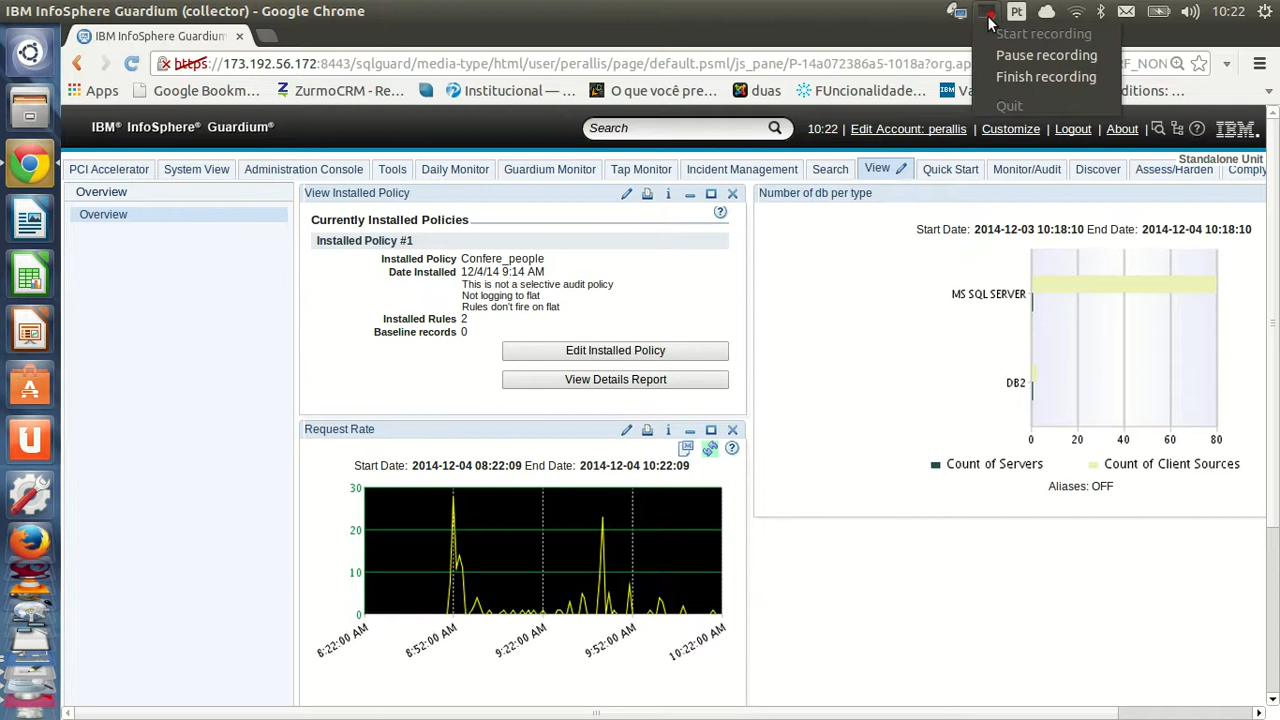 IBM InfoSphere Guardium (collector) - Google Chrome
Pt
10:22
Start recording
Pause recording
Finish recording
Quit
IBM InfoSphere Guardium ×
https://173.192.56.172:8443/sqlguard/media-type/html/user/perallis/page/default.psml/js_pane/P-14a072386a5-1018a?org.ap
RF_NON
Apps
Google Bookm...
ZurmoCRM - Re...
Institucional — ...
O que você pre...
duas
FUncionalidade...
IBM
IBM® InfoSphere® Guardium®
Search
10:22 | Edit Account: perallis | Customize | Logout | About |
IBM
Standalone Unit
PCI Accelerator
System View
Administration Console
Tools
Daily Monitor
Guardium Monitor
Tap Monitor
Incident Management
Search
View
Quick Start
Monitor/Audit
Discover
Assess/Harden
Comply
Overview
Overview
View Installed Policy
Currently Installed Policies
Installed Policy #1
Installed Policy Confere_people
Date Installed 12/4/14 9:14 AM
This is not a selective audit policy
Not logging to flat
Rules don't fire on flat
Installed Rules 2
Baseline records 0
Edit Installed Policy
View Details Report
Request Rate
Start Date: 2014-12-04 08:22:09 End Date: 2014-12-04 10:22:09
30
20
10
0
8:22:00 AM
8:52:00 AM
9:22:00 AM
9:52:00 AM
10:22:00 AM
Number of db per type
Start Date: 2014-12-03 10:18:10 End Date: 2014-12-04 10:18:10
MS SQL SERVER
DB2
0 20 40 60 80
Count of Servers
Count of Client Sources
Aliases: OFF